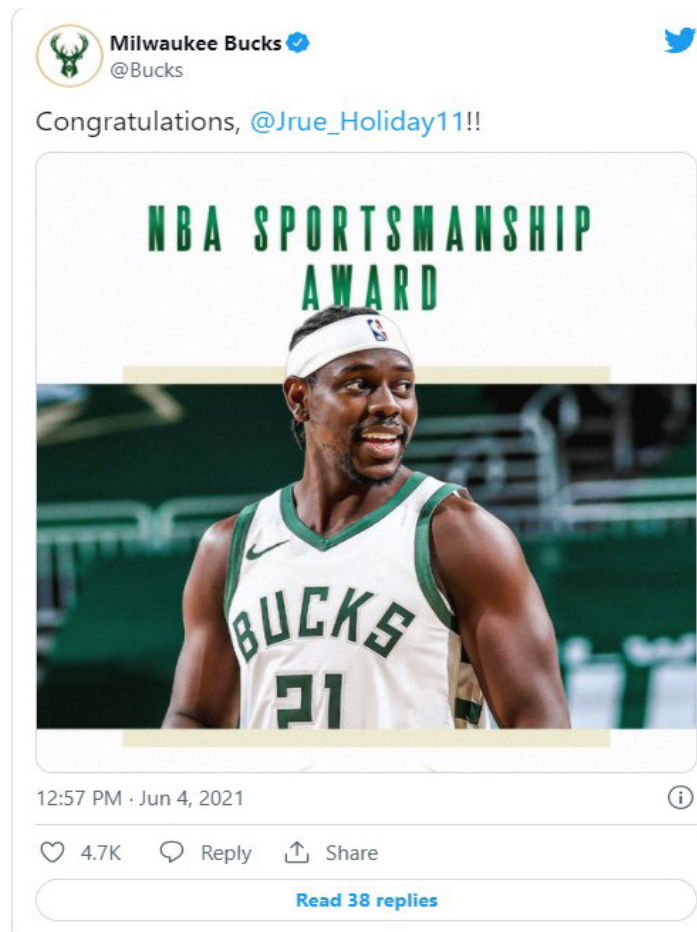 Milwaukee Bucks
@Bucks
Congratulations, @Jrue_Holiday11!!
NBA SPORTSMANSHIP
AWARD
BUCKS
21
12:57 PM · Jun 4, 2021
4.7K Reply Share
Read 38 replies